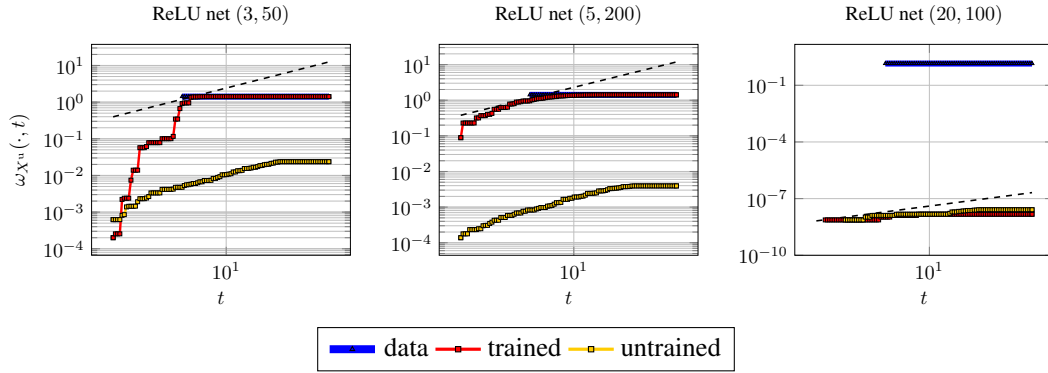 ReLU net (3, 50)
ReLU net (5, 200)
ReLU net (20, 100)
ω_{X^u}(·, t)
10^1
10^0
10^{-1}
10^{-2}
10^{-3}
10^{-4}
10^1
t
10^1
10^0
10^{-1}
10^{-2}
10^{-3}
10^{-4}
10^1
t
10^{-1}
10^{-4}
10^{-7}
10^{-10}
10^1
t
data trained untrained